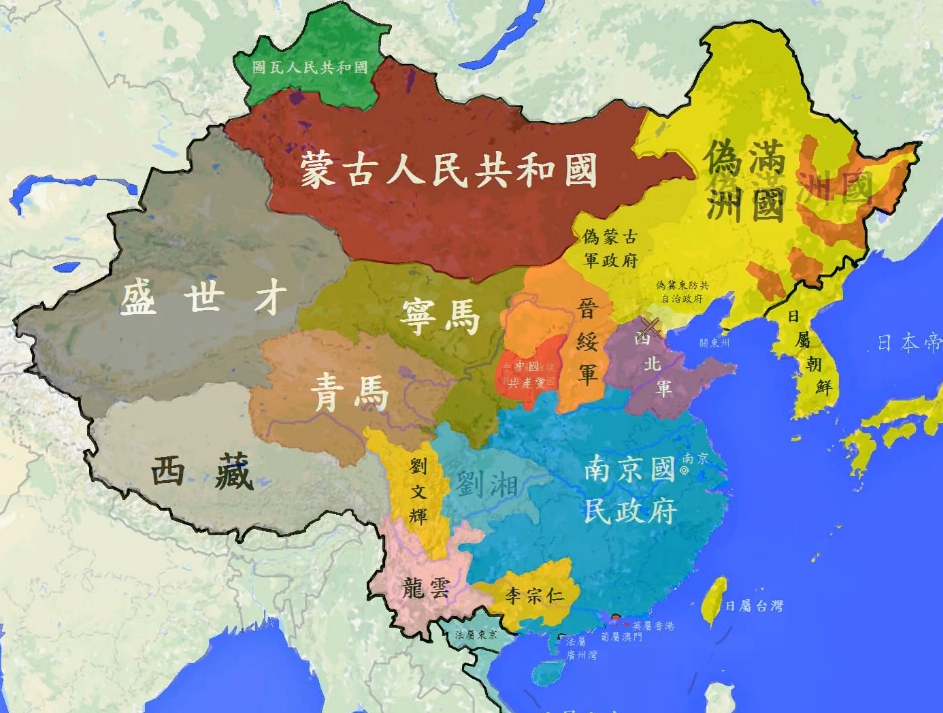 圖瓦人民共和國
蒙古人民共和國
偽滿
洲國
洲國
偽蒙古
軍政府
偽冀東防共
自治政府
盛世才
寧馬
晉綏軍
西北軍
關東州
日屬朝鮮
日本帝
中國
共產黨
青馬
西藏
劉文輝
劉湘
南京國
民政府
南京
龍雲
李宗仁
日屬台灣
英屬香港
葡屬澳門
法屬東京
法屬
廣州灣